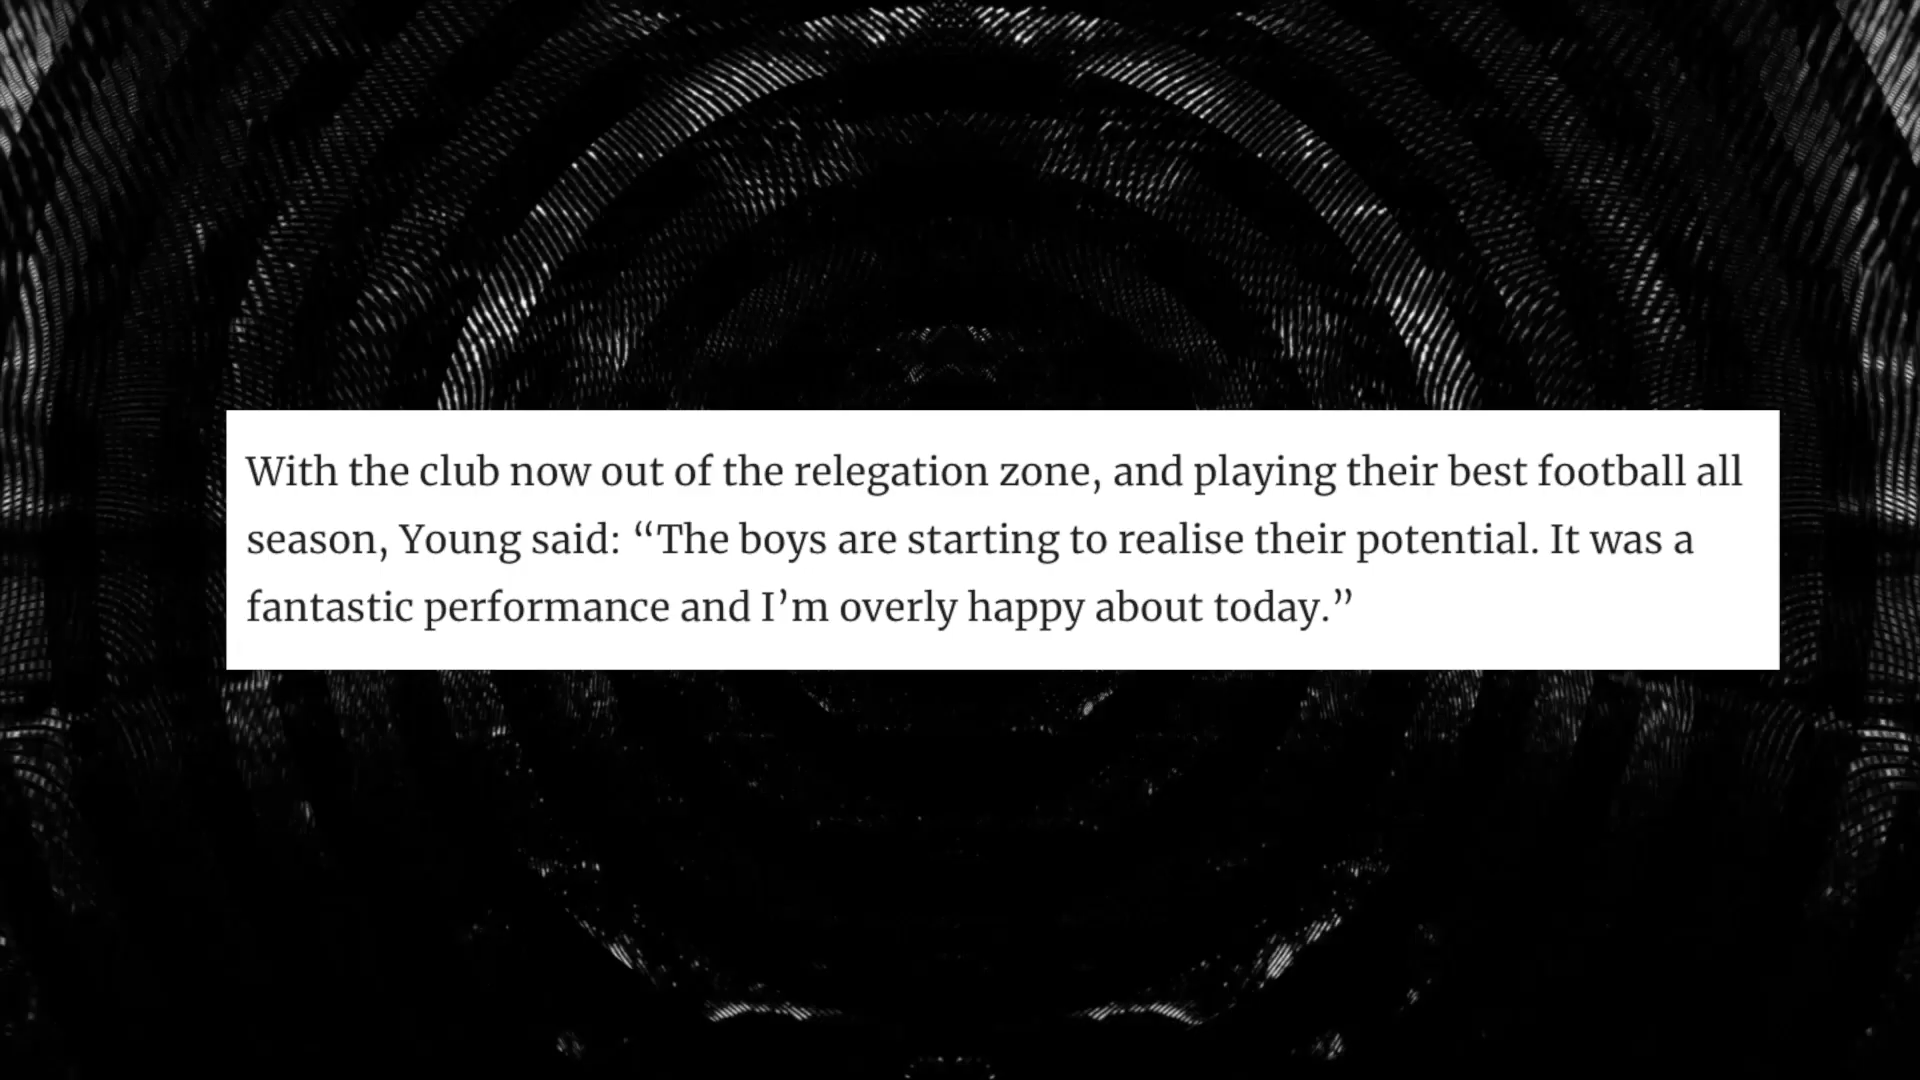 With the club now out of the relegation zone, and playing their best football all
season, Young said: “The boys are starting to realise their potential. It was a
fantastic performance and I’m overly happy about today.”